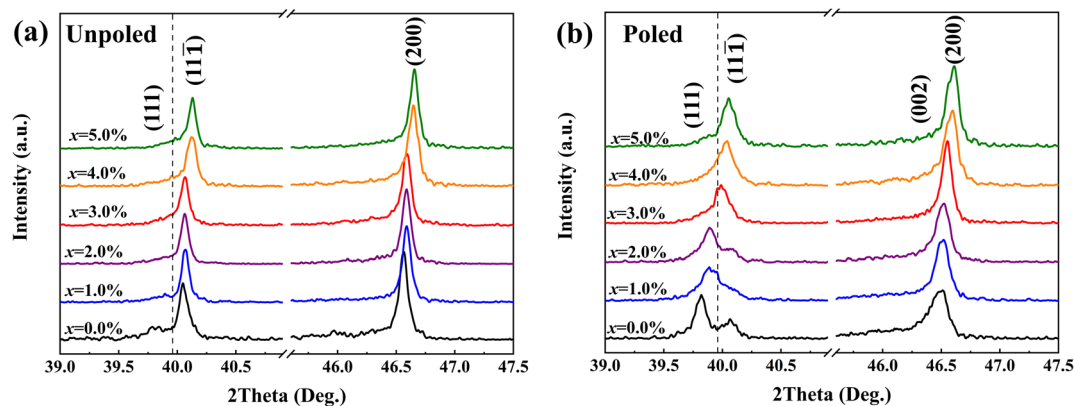 (a)
Unpoled
(111)
(11̄1̄)
(200)
x=5.0%
x=4.0%
x=3.0%
x=2.0%
x=1.0%
x=0.0%
Intensity (a.u.)
39.0 39.5 40.0 40.5 46.0 46.5 47.0 47.5
2Theta (Deg.)
(b)
Poled
(111)
(11̄1̄)
(002)
(200)
x=5.0%
x=4.0%
x=3.0%
x=2.0%
x=1.0%
x=0.0%
Intensity (a.u.)
39.0 39.5 40.0 40.5 46.0 46.5 47.0 47.5
2Theta (Deg.)